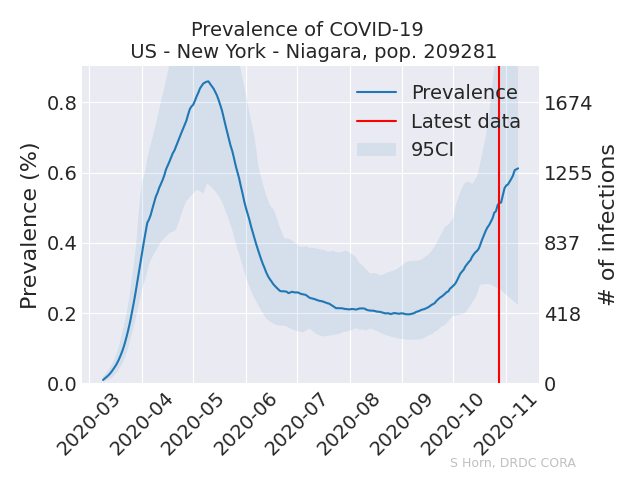 Prevalence of COVID-19
US - New York - Niagara, pop. 209281
Prevalence
Latest data
95CI
Prevalence (%)
0.8
0.6
0.4
0.2
0.0
1674
1255
837
418
0
# of infections
2020-03
2020-04
2020-05
2020-06
2020-07
2020-08
2020-09
2020-10
2020-11
S Horn, DRDC CORA